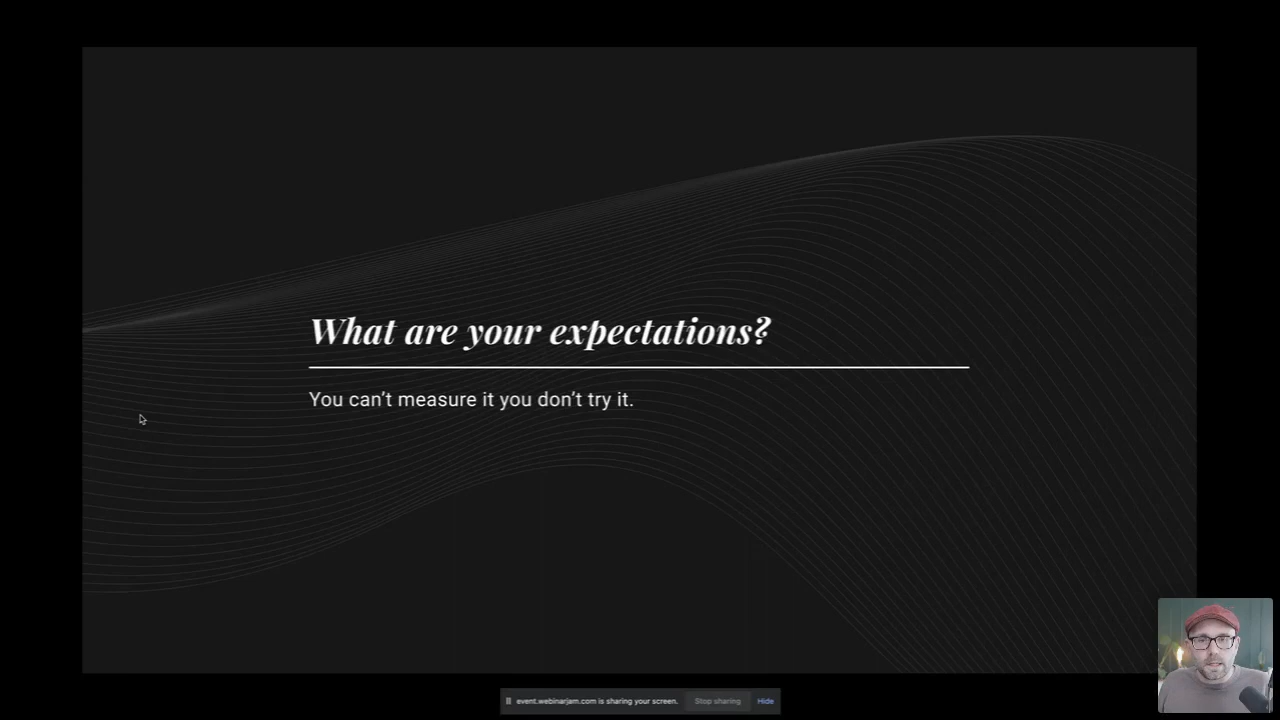 What are your expectations?
You can't measure it you don't try it.
event.webinarjam.com is sharing your screen. Stop sharing Hide